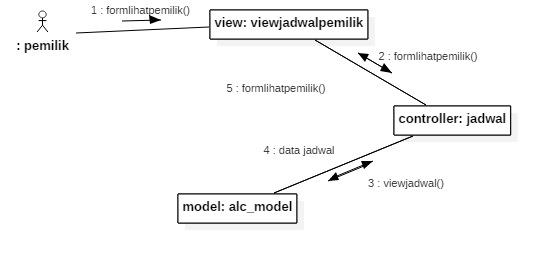 1 : formlihatpemilik()
view: viewjadwalpemilik
: pemilik
2 : formlihatpemilik()
5 : formlihatpemilik()
controller: jadwal
4 : data jadwal
3 : viewjadwal()
model: alc_model